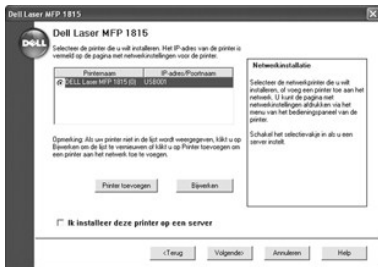 Dell Laser MFP 1815
DELL
Dell Laser MFP 1815
Selecteer de printer die u wilt installeren. Het IP-adres van de printer is
vermeld op de pagina met netwerkinstellingen voor de printer.
Printernaam IP-adres/Poortnaam
DELL Laser MFP 1815 (0) USB001
Opmerking: Als uw printer niet in de lijst wordt weergegeven, klikt u op
Bijwerken om de lijst te vernieuwen of klikt u op Printer toevoegen om
een printer aan het netwerk toe te voegen.
Printer toevoegen Bijwerken
Ik installeer deze printer op een server
Netwerkinstallatie
Selecteer de netwerkprinter die u wilt
installeren, of voeg een printer toe aan het
netwerk. U kunt de pagina met
netwerkinstellingen afdrukken via het
menu van het bedieningspaneel van de
printer.
Schakel het selectievakje in als u een
server instelt.
<Terug Volgende> Annuleren Help